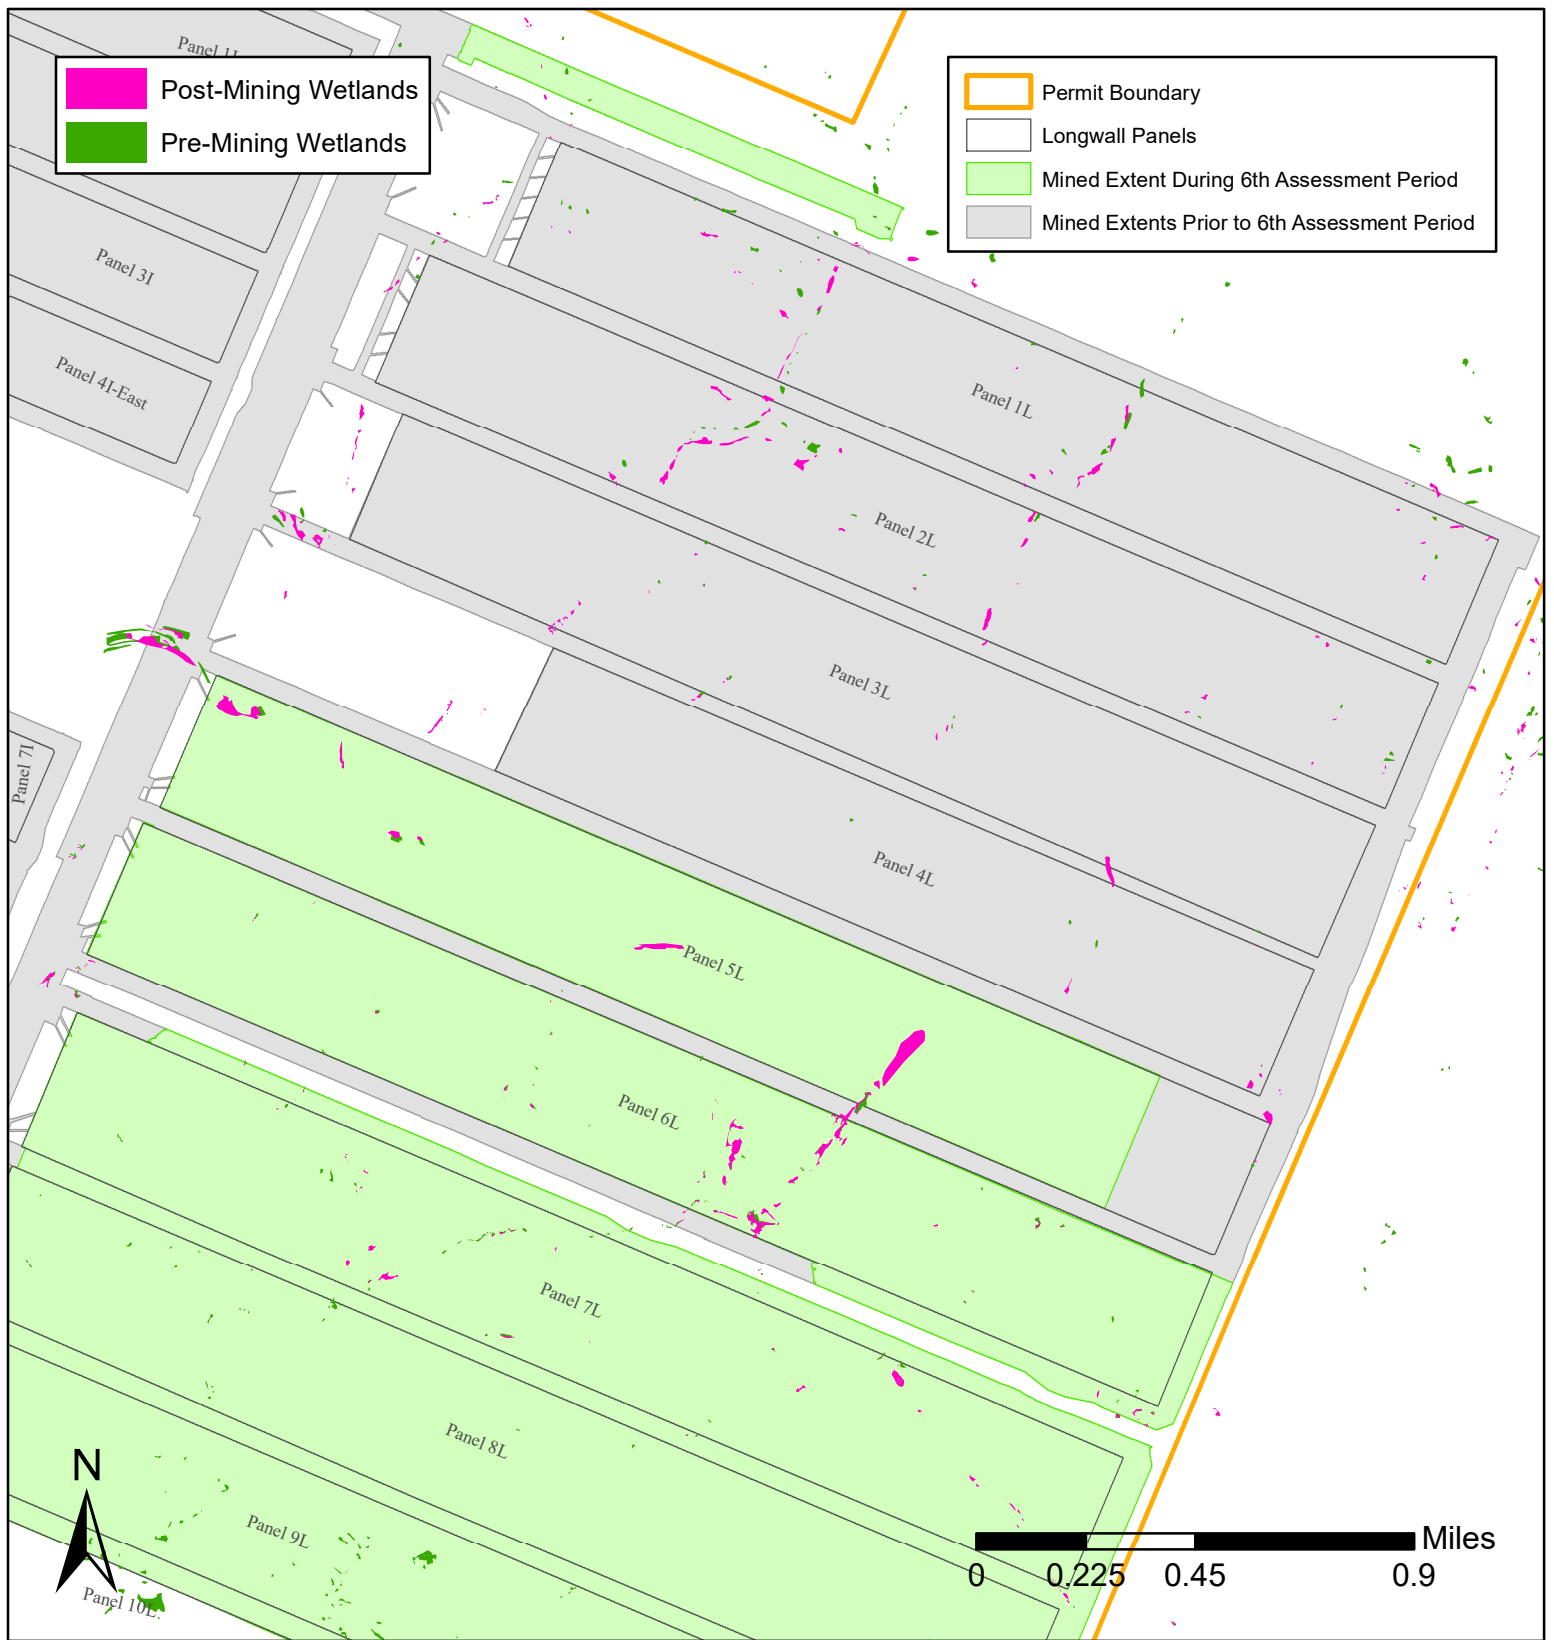 Panel 1I
Post-Mining Wetlands
Pre-Mining Wetlands
Permit Boundary
Longwall Panels
Mined Extent During 6th Assessment Period
Mined Extents Prior to 6th Assessment Period
Panel 3I
Panel 4I-East
Panel 1L
Panel 2L
Panel 3L
Panel 7I
Panel 4L
Panel 5L
Panel 6L
Panel 7L
Panel 8L
Panel 9L
Panel 10L
N
Miles
0 0.225 0.45 0.9